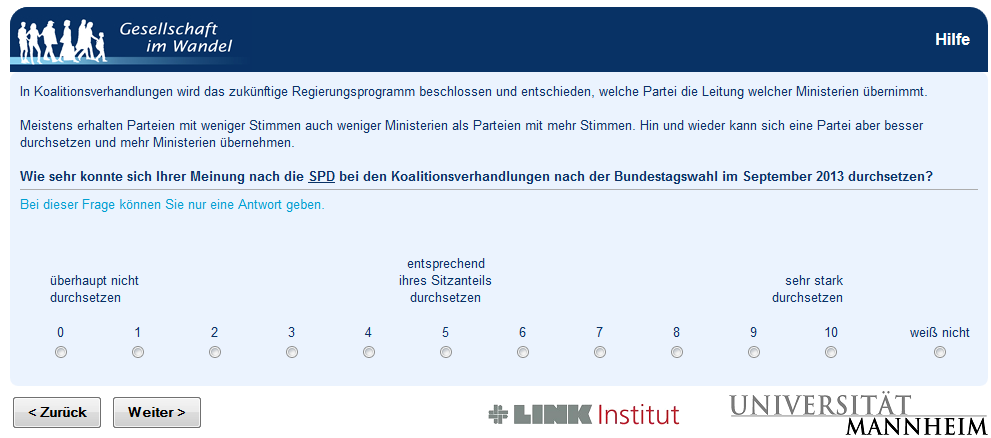 Gesellschaft
im Wandel
Hilfe
In Koalitionsverhandlungen wird das zukünftige Regierungsprogramm beschlossen und entschieden, welche Partei die Leitung welcher Ministerien übernimmt.
Meistens erhalten Parteien mit weniger Stimmen auch weniger Ministerien als Parteien mit mehr Stimmen. Hin und wieder kann sich eine Partei aber besser
durchsetzen und mehr Ministerien übernehmen.
Wie sehr konnte sich Ihrer Meinung nach die SPD bei den Koalitionsverhandlungen nach der Bundestagswahl im September 2013 durchsetzen?
Bei dieser Frage können Sie nur eine Antwort geben.
überhaupt nicht
durchsetzen
entsprechend
ihres Sitzanteils
durchsetzen
sehr stark
durchsetzen
0 1 2 3 4 5 6 7 8 9 10 weiß nicht
< Zurück Weiter >
LINK Institut
UNIVERSITÄT
MANNHEIM